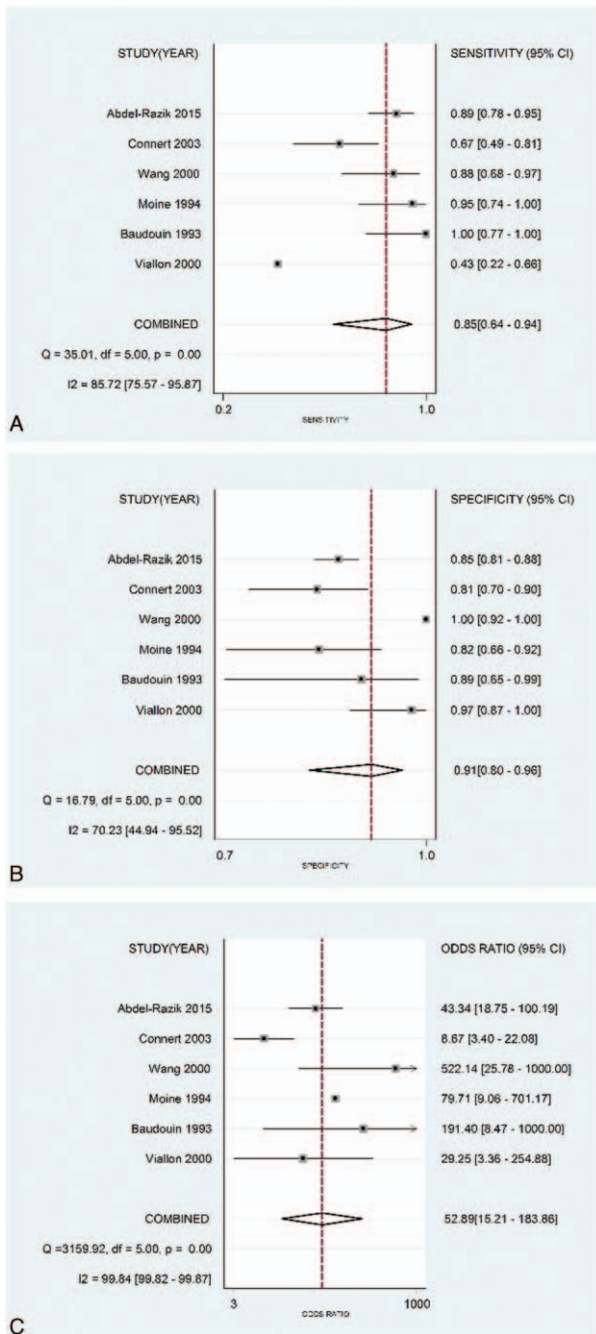 STUDY(YEAR) SENSITIVITY (95% CI)
Abdel-Razik 2015 0.89 [0.78 - 0.95]
Connert 2003 0.67 [0.49 - 0.81]
Wang 2000 0.88 [0.68 - 0.97]
Moine 1994 0.95 [0.74 - 1.00]
Baudouin 1993 1.00 [0.77 - 1.00]
Viallon 2000 0.43 [0.22 - 0.66]
COMBINED 0.85[0.64 - 0.94]
Q = 35.01, df = 5.00, p = 0.00
I2 = 85.72 [75.57 - 95.87]
0.2 1.0
SENSITIVITY
A
STUDY(YEAR) SPECIFICITY (95% CI)
Abdel-Razik 2015 0.85 [0.81 - 0.88]
Connert 2003 0.81 [0.70 - 0.90]
Wang 2000 1.00 [0.92 - 1.00]
Moine 1994 0.82 [0.66 - 0.92]
Baudouin 1993 0.89 [0.65 - 0.99]
Viallon 2000 0.97 [0.87 - 1.00]
COMBINED 0.91[0.80 - 0.96]
Q = 16.79, df = 5.00, p = 0.00
I2 = 70.23 [44.94 - 95.52]
0.7 1.0
SPECIFICITY
B
STUDY(YEAR) ODDS RATIO (95% CI)
Abdel-Razik 2015 43.34 [18.75 - 100.19]
Connert 2003 8.67 [3.40 - 22.08]
Wang 2000 522.14 [25.78 - 1000.00]
Moine 1994 79.71 [9.06 - 701.17]
Baudouin 1993 191.40 [8.47 - 1000.00]
Viallon 2000 29.25 [3.36 - 254.88]
COMBINED 52.89[15.21 - 183.86]
Q =3159.92, df = 5.00, p = 0.00
I2 = 99.84 [99.82 - 99.87]
3 1000
ODDS RATIO
C